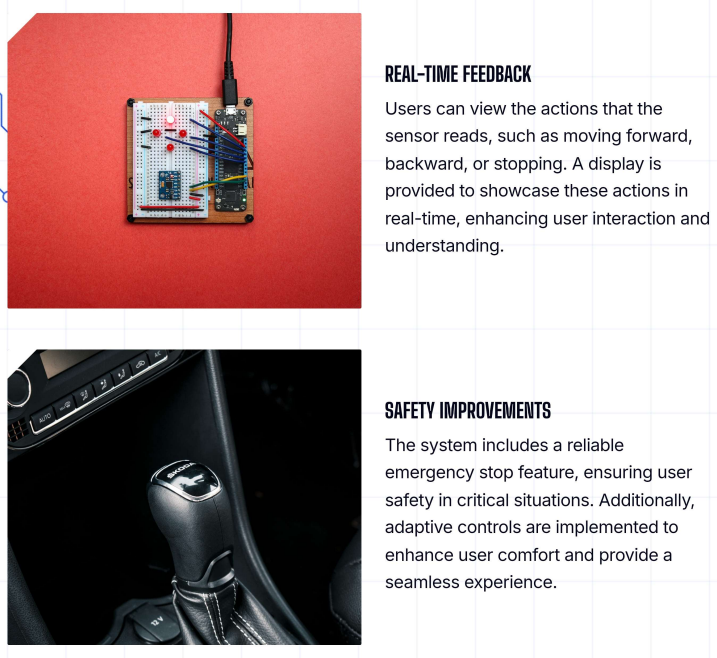 REAL-TIME FEEDBACK
Users can view the actions that the
sensor reads, such as moving forward,
backward, or stopping. A display is
provided to showcase these actions in
real-time, enhancing user interaction and
understanding.
AUTO
A/C
SKODA
12 V
SAFETY IMPROVEMENTS
The system includes a reliable
emergency stop feature, ensuring user
safety in critical situations. Additionally,
adaptive controls are implemented to
enhance user comfort and provide a
seamless experience.